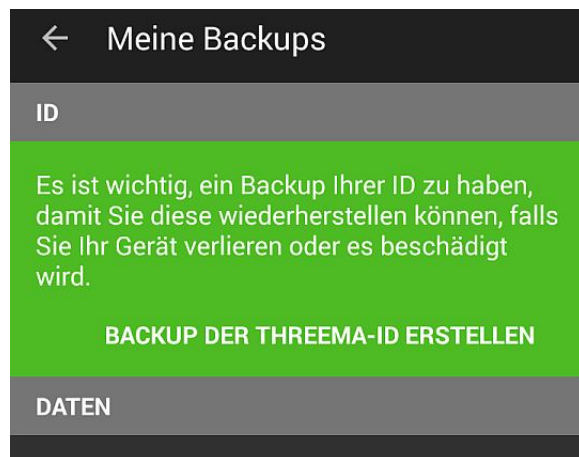 Meine Backups
ID
Es ist wichtig, ein Backup Ihrer ID zu haben,
damit Sie diese wiederherstellen können, falls
Sie Ihr Gerät verlieren oder es beschädigt
wird.
BACKUP DER THREEMA-ID ERSTELLEN
DATEN